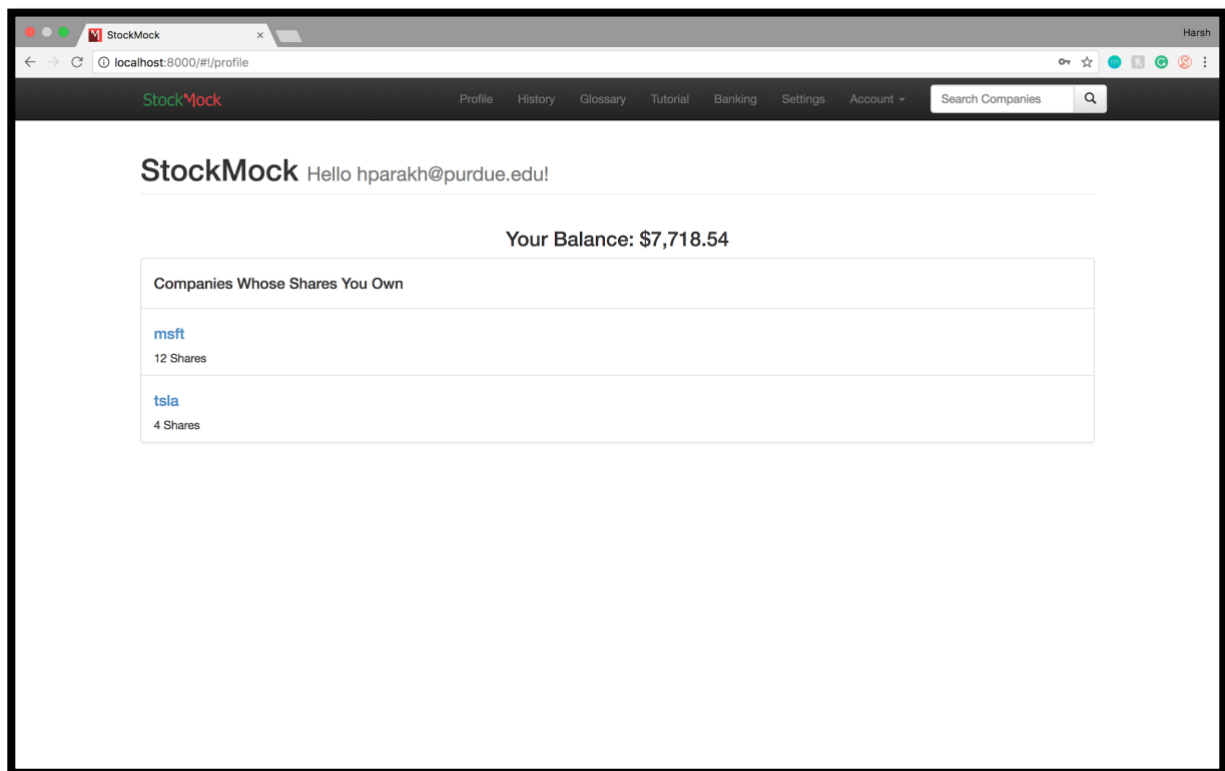 StockMock
Harsh
localhost:8000/#!/profile
StockMock Profile History Glossary Tutorial Banking Settings Account Search Companies
StockMock Hello hparakh@purdue.edu!
Your Balance: $7,718.54
Companies Whose Shares You Own
msft
12 Shares
tsla
4 Shares